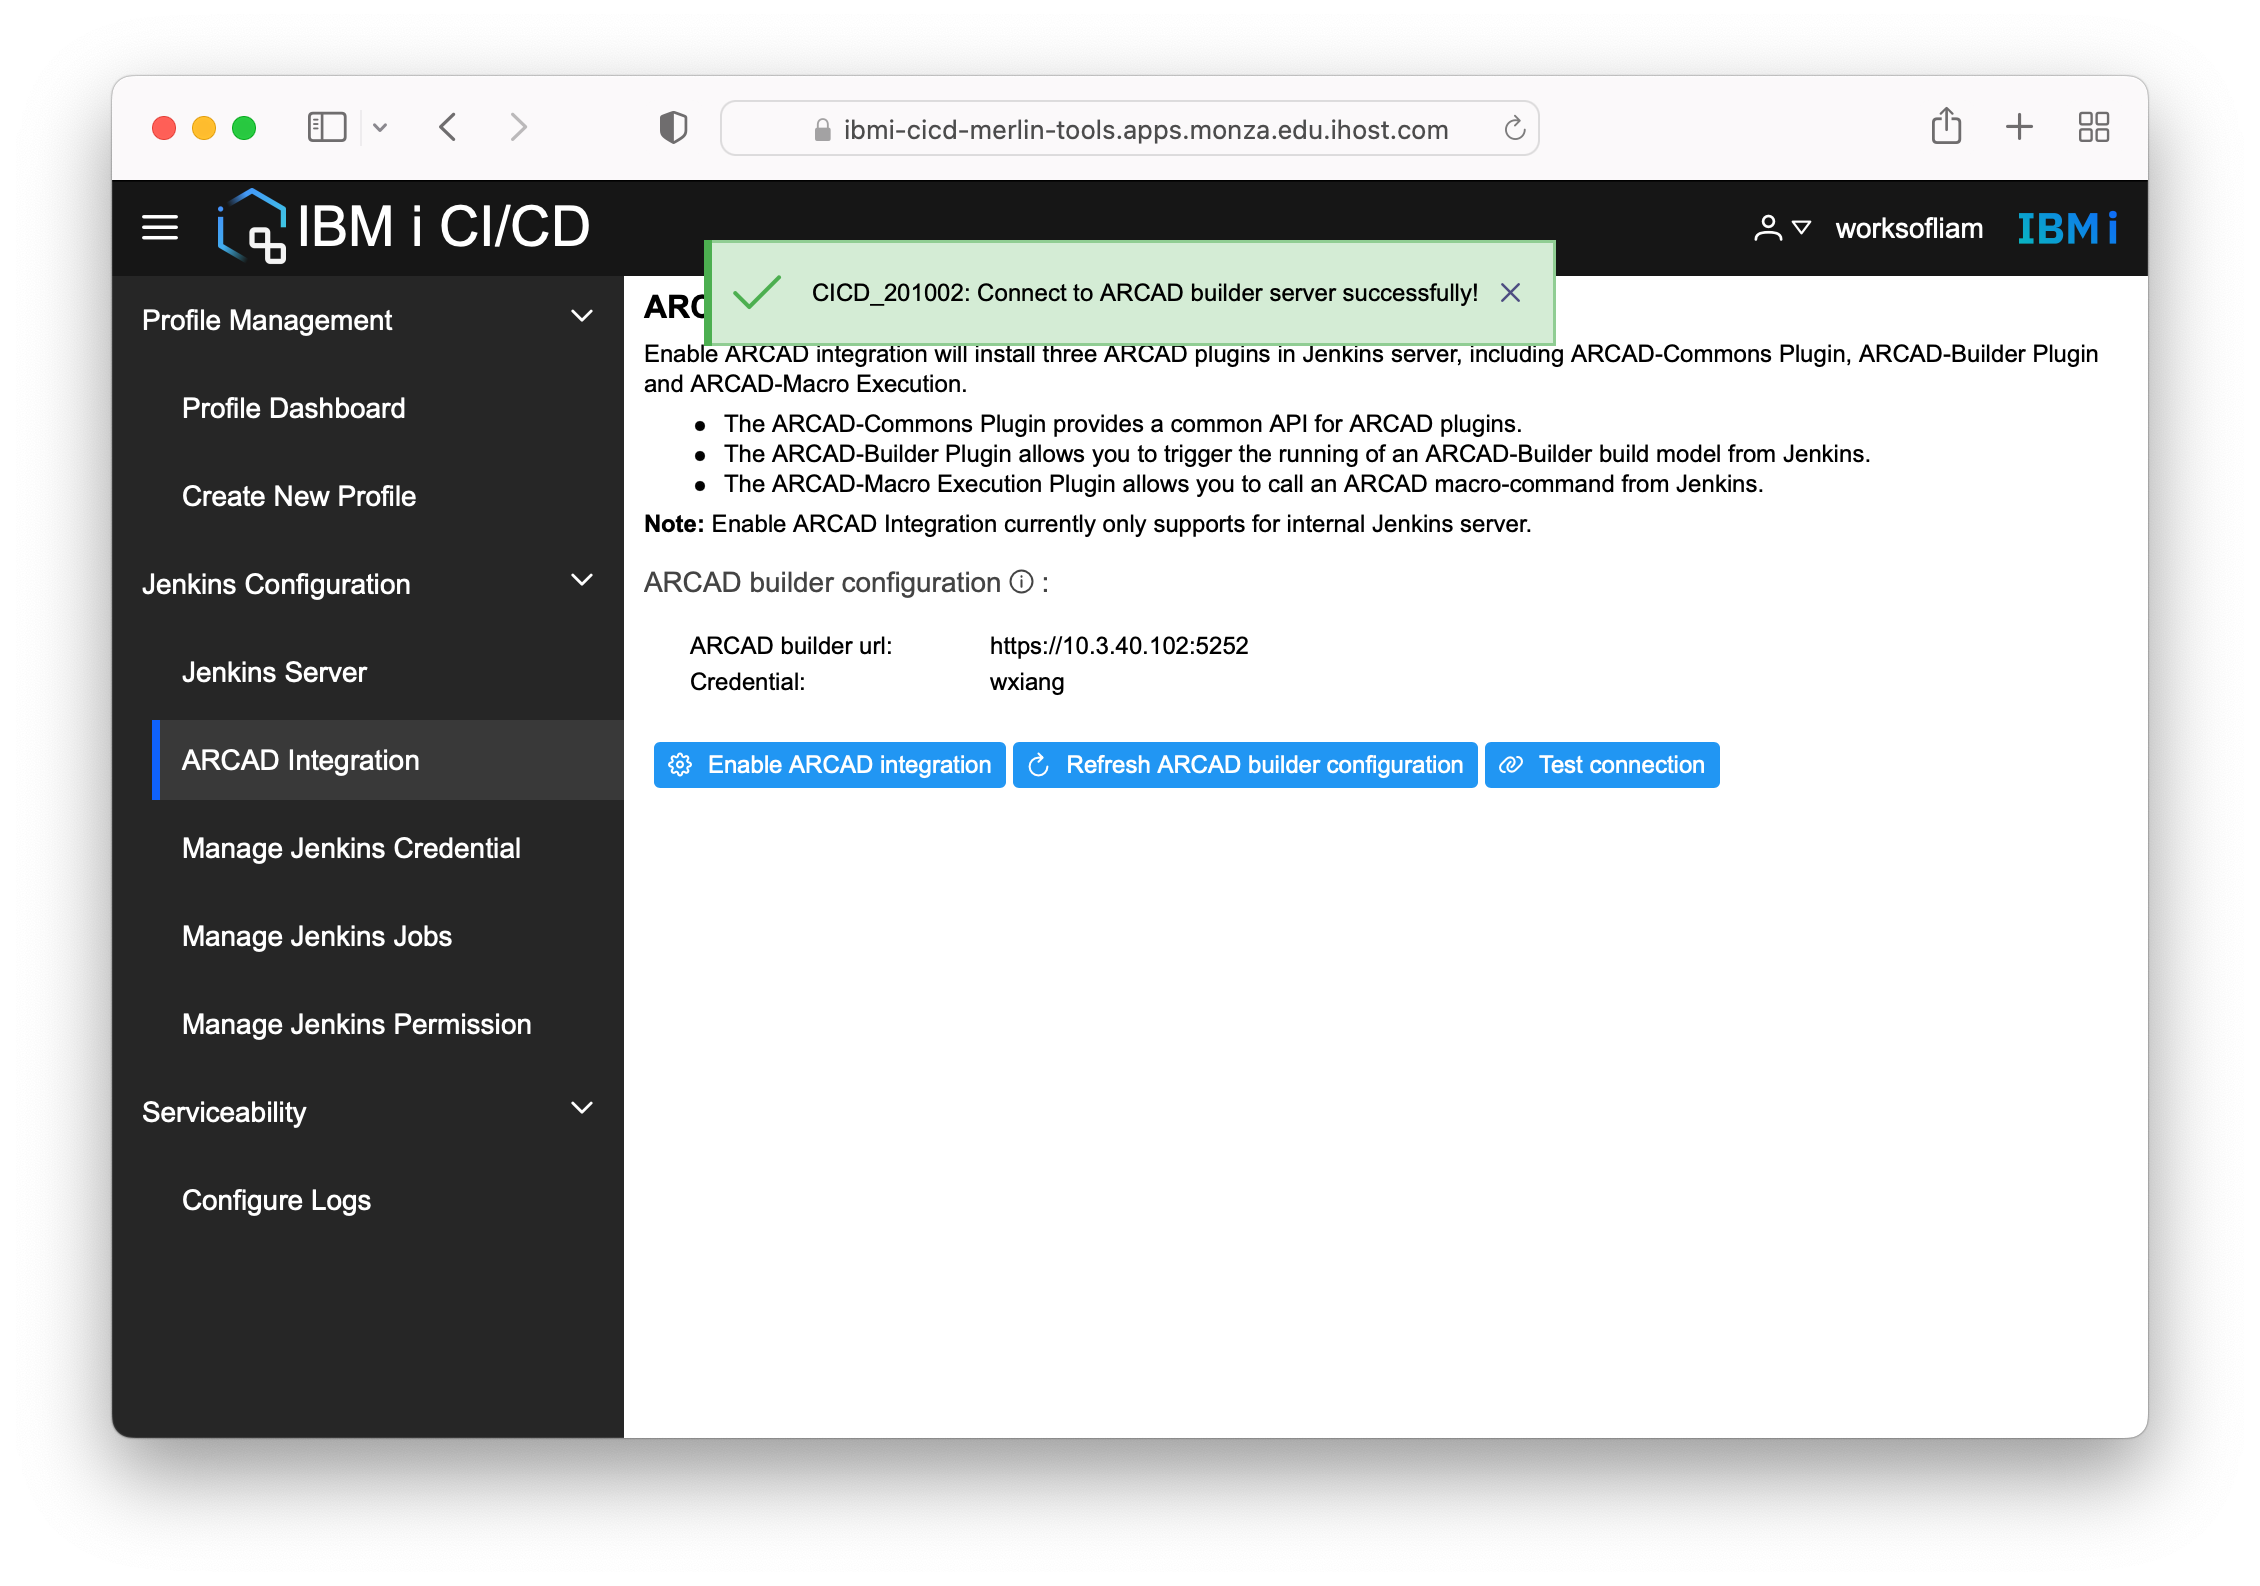 ibmi-cicd-merlin-tools.apps.monza.edu.ihost.com
IBM i CI/CD
worksofliam
IBM i
CICD_201002: Connect to ARCAD builder server successfully!
Profile Management
Profile Dashboard
Create New Profile
Jenkins Configuration
Jenkins Server
ARCAD Integration
Manage Jenkins Credential
Manage Jenkins Jobs
Manage Jenkins Permission
Serviceability
Configure Logs
Enable ARCAD integration will install three ARCAD plugins in Jenkins server, including ARCAD-Commons Plugin, ARCAD-Builder Plugin
and ARCAD-Macro Execution.
● The ARCAD-Commons Plugin provides a common API for ARCAD plugins.
● The ARCAD-Builder Plugin allows you to trigger the running of an ARCAD-Builder build model from Jenkins.
● The ARCAD-Macro Execution Plugin allows you to call an ARCAD macro-command from Jenkins.
Note: Enable ARCAD Integration currently only supports for internal Jenkins server.
ARCAD builder configuration ⓘ :
ARCAD builder url: https://10.3.40.102:5252
Credential: wxiang
Enable ARCAD integration Refresh ARCAD builder configuration Test connection